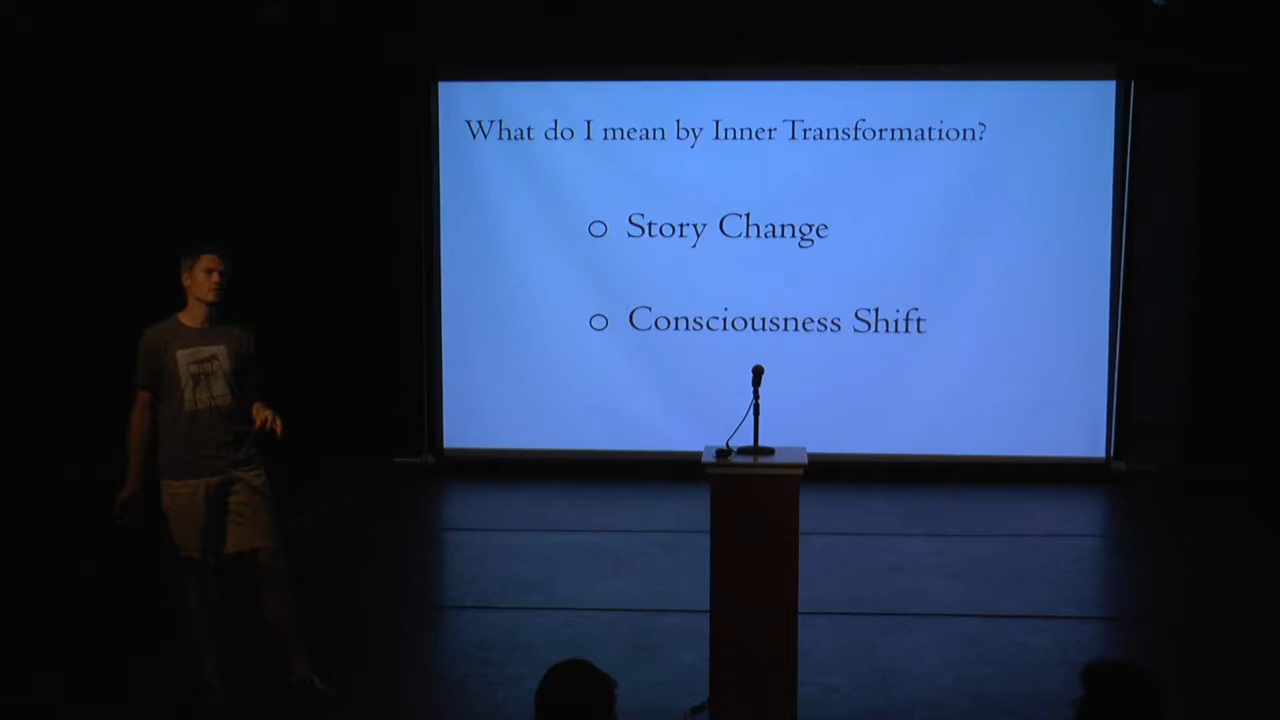 What do I mean by Inner Transformation?
o Story Change
o Consciousness Shift